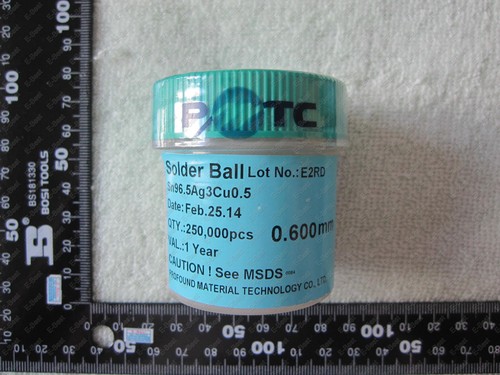 P TC
Solder Ball Lot No.:E2RD
Sn96.5Ag3Cu0.5
Date:Feb.25.14
QTY.:250,000pcs 0.600mm
VAL.:1 Year
CAUTION ! See MSDS
PROFOUND MATERIAL TECHNOLOGY CO., LTD.
BS181330
BOSI TOOLS